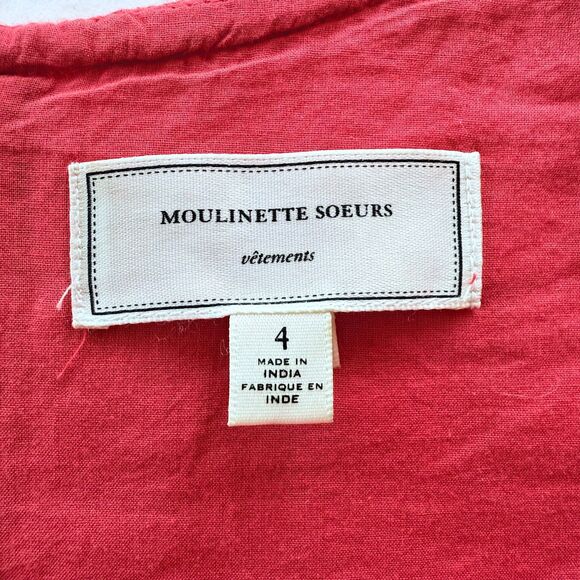 MOULINETTE SOEURS
vêtements
4
MADE IN
INDIA
FABRIQUE EN
INDE